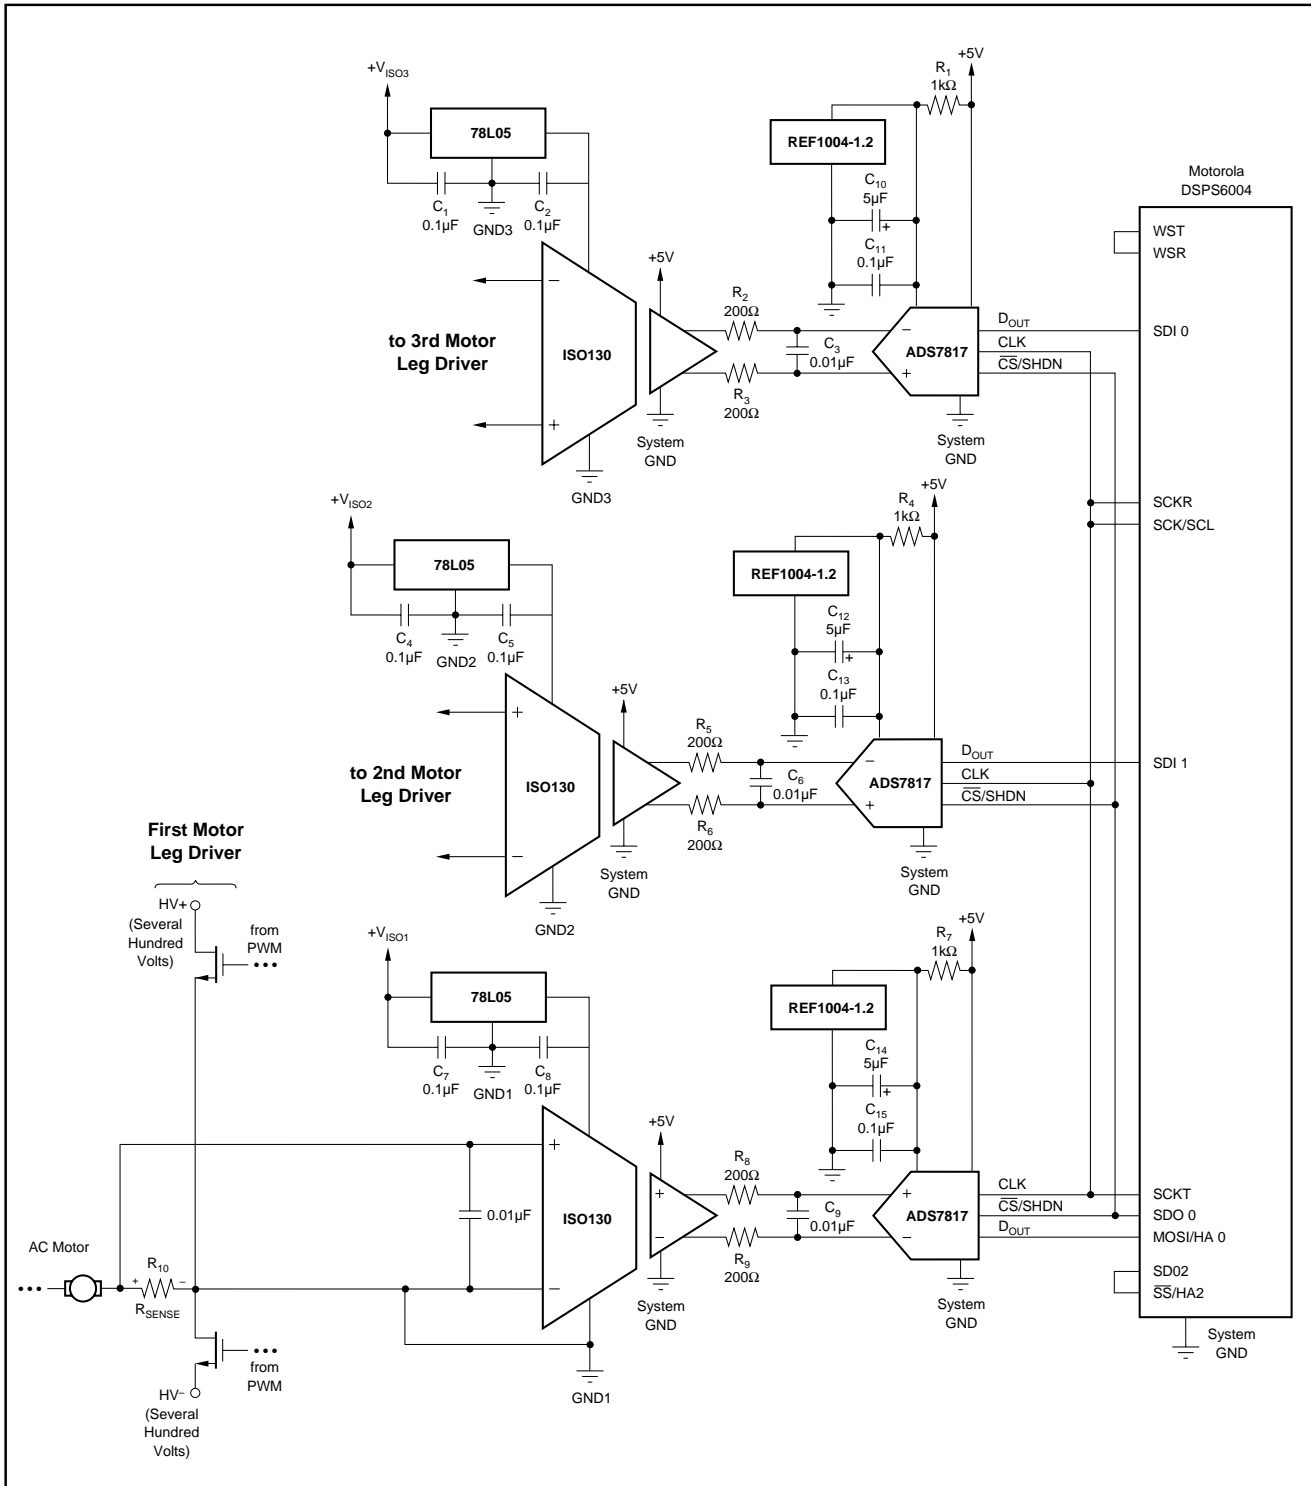 +5V
R1
1kΩ
+VISO3
78L05
REF1004-1.2
C10
5µF
+
C1
0.1µF
C2
0.1µF
GND3
C11
0.1µF
Motorola
DSPS6004
WST
WSR
+5V
–
ISO130
+
to 3rd Motor
Leg Driver
R2
200Ω
C3
0.01µF
R3
200Ω
–
ADS7817
+
DOUT
CLK
CS/SHDN
SDI 0
System
GND
System
GND
GND3
SCKR
SCK/SCL
+5V
R4
1kΩ
+VISO2
78L05
REF1004-1.2
C12
5µF
+
C4
0.1µF
C5
0.1µF
GND2
C13
0.1µF
+5V
+
ISO130
–
to 2nd Motor
Leg Driver
R5
200Ω
C6
0.01µF
R6
200Ω
–
ADS7817
+
DOUT
CLK
CS/SHDN
SDI 1
System
GND
System
GND
GND2
First Motor
Leg Driver
HV+
(Several
Hundred
Volts)
from
PWM
+5V
R7
1kΩ
+VISO1
78L05
REF1004-1.2
C14
5µF
+
C7
0.1µF
C8
0.1µF
GND1
C15
0.1µF
+5V
+
ISO130
–
0.01µF
+
–
R8
200Ω
C9
0.01µF
R9
200Ω
+
ADS7817
–
CLK
CS/SHDN
DOUT
SCKT
SDO 0
MOSI/HA 0
SD02
SS/HA2
AC Motor
R10
+
–
RSENSE
System
GND
System
GND
System
GND
GND1
from
PWM
HV–
(Several
Hundred
Volts)